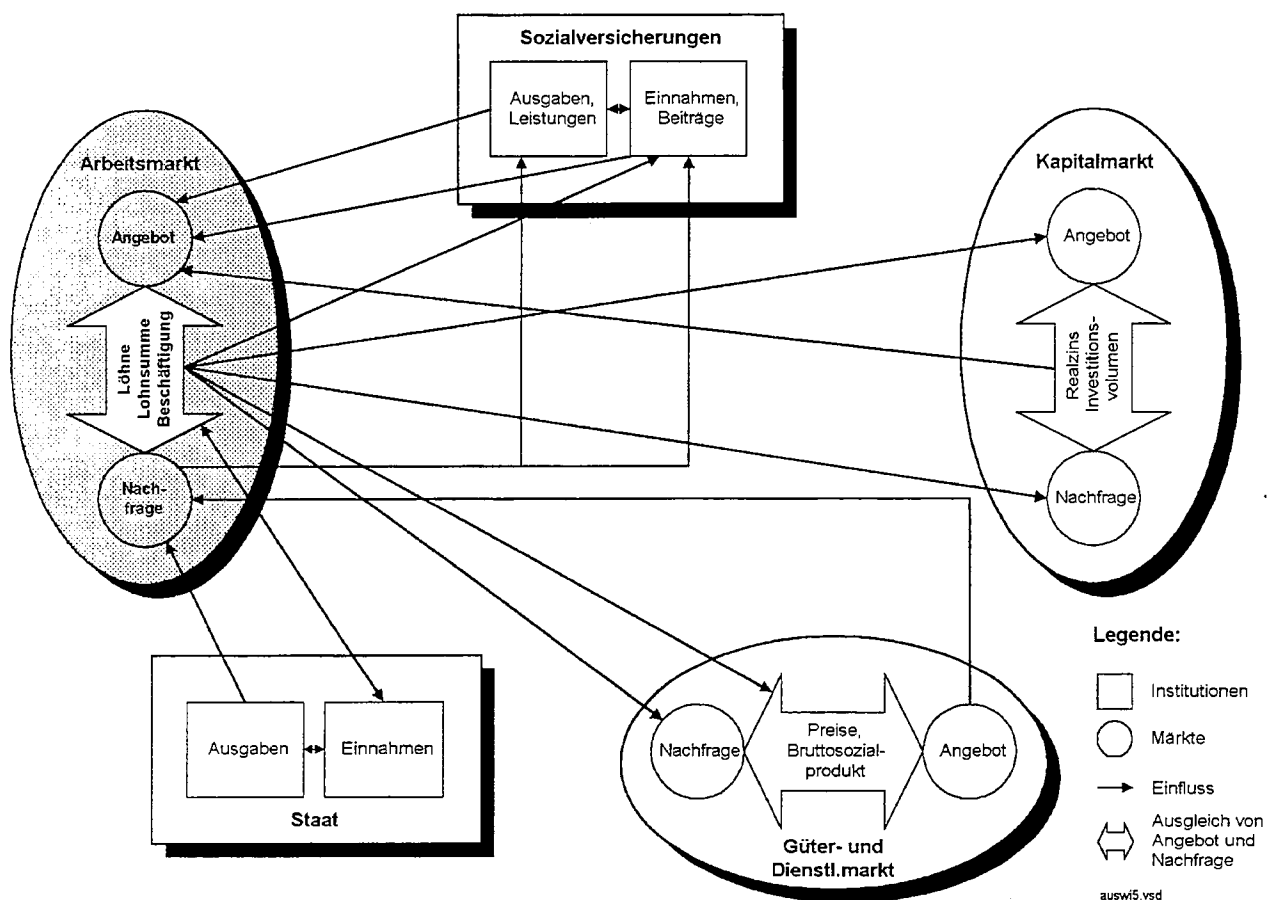 Sozialversicherungen
Ausgaben,
Leistungen
Einnahmen,
Beiträge
Arbeitsmarkt
Angebot
Löhne
Lohnsumme
Beschäftigung
Nach-
frage
Kapitalmarkt
Angebot
Realzins
Investitions-
volumen
Nachfrage
Ausgaben
Einnahmen
Staat
Nachfrage
Preise,
Bruttosozial-
produkt
Angebot
Güter- und
Dienstl.markt
Legende:
Institutionen
Märkte
Einfluss
Ausgleich von
Angebot und
Nachfrage
auswi5.vsd